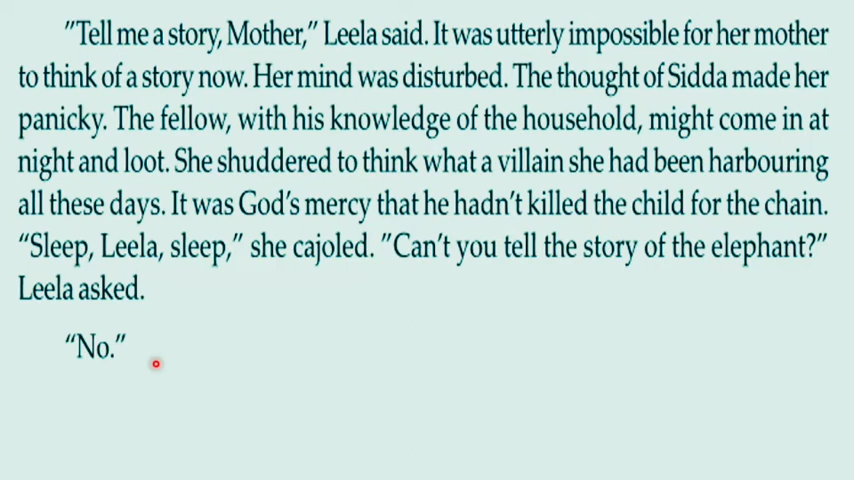 ”Tell me a story, Mother,” Leela said. It was utterly impossible for her mother
to think of a story now. Her mind was disturbed. The thought of Sidda made her
panicky. The fellow, with his knowledge of the household, might come in at
night and loot. She shuddered to think what a villain she had been harbouring
all these days. It was God’s mercy that he hadn’t killed the child for the chain.
“Sleep, Leela, sleep,” she cajoled. ”Can’t you tell the story of the elephant?”
Leela asked.
“No.”